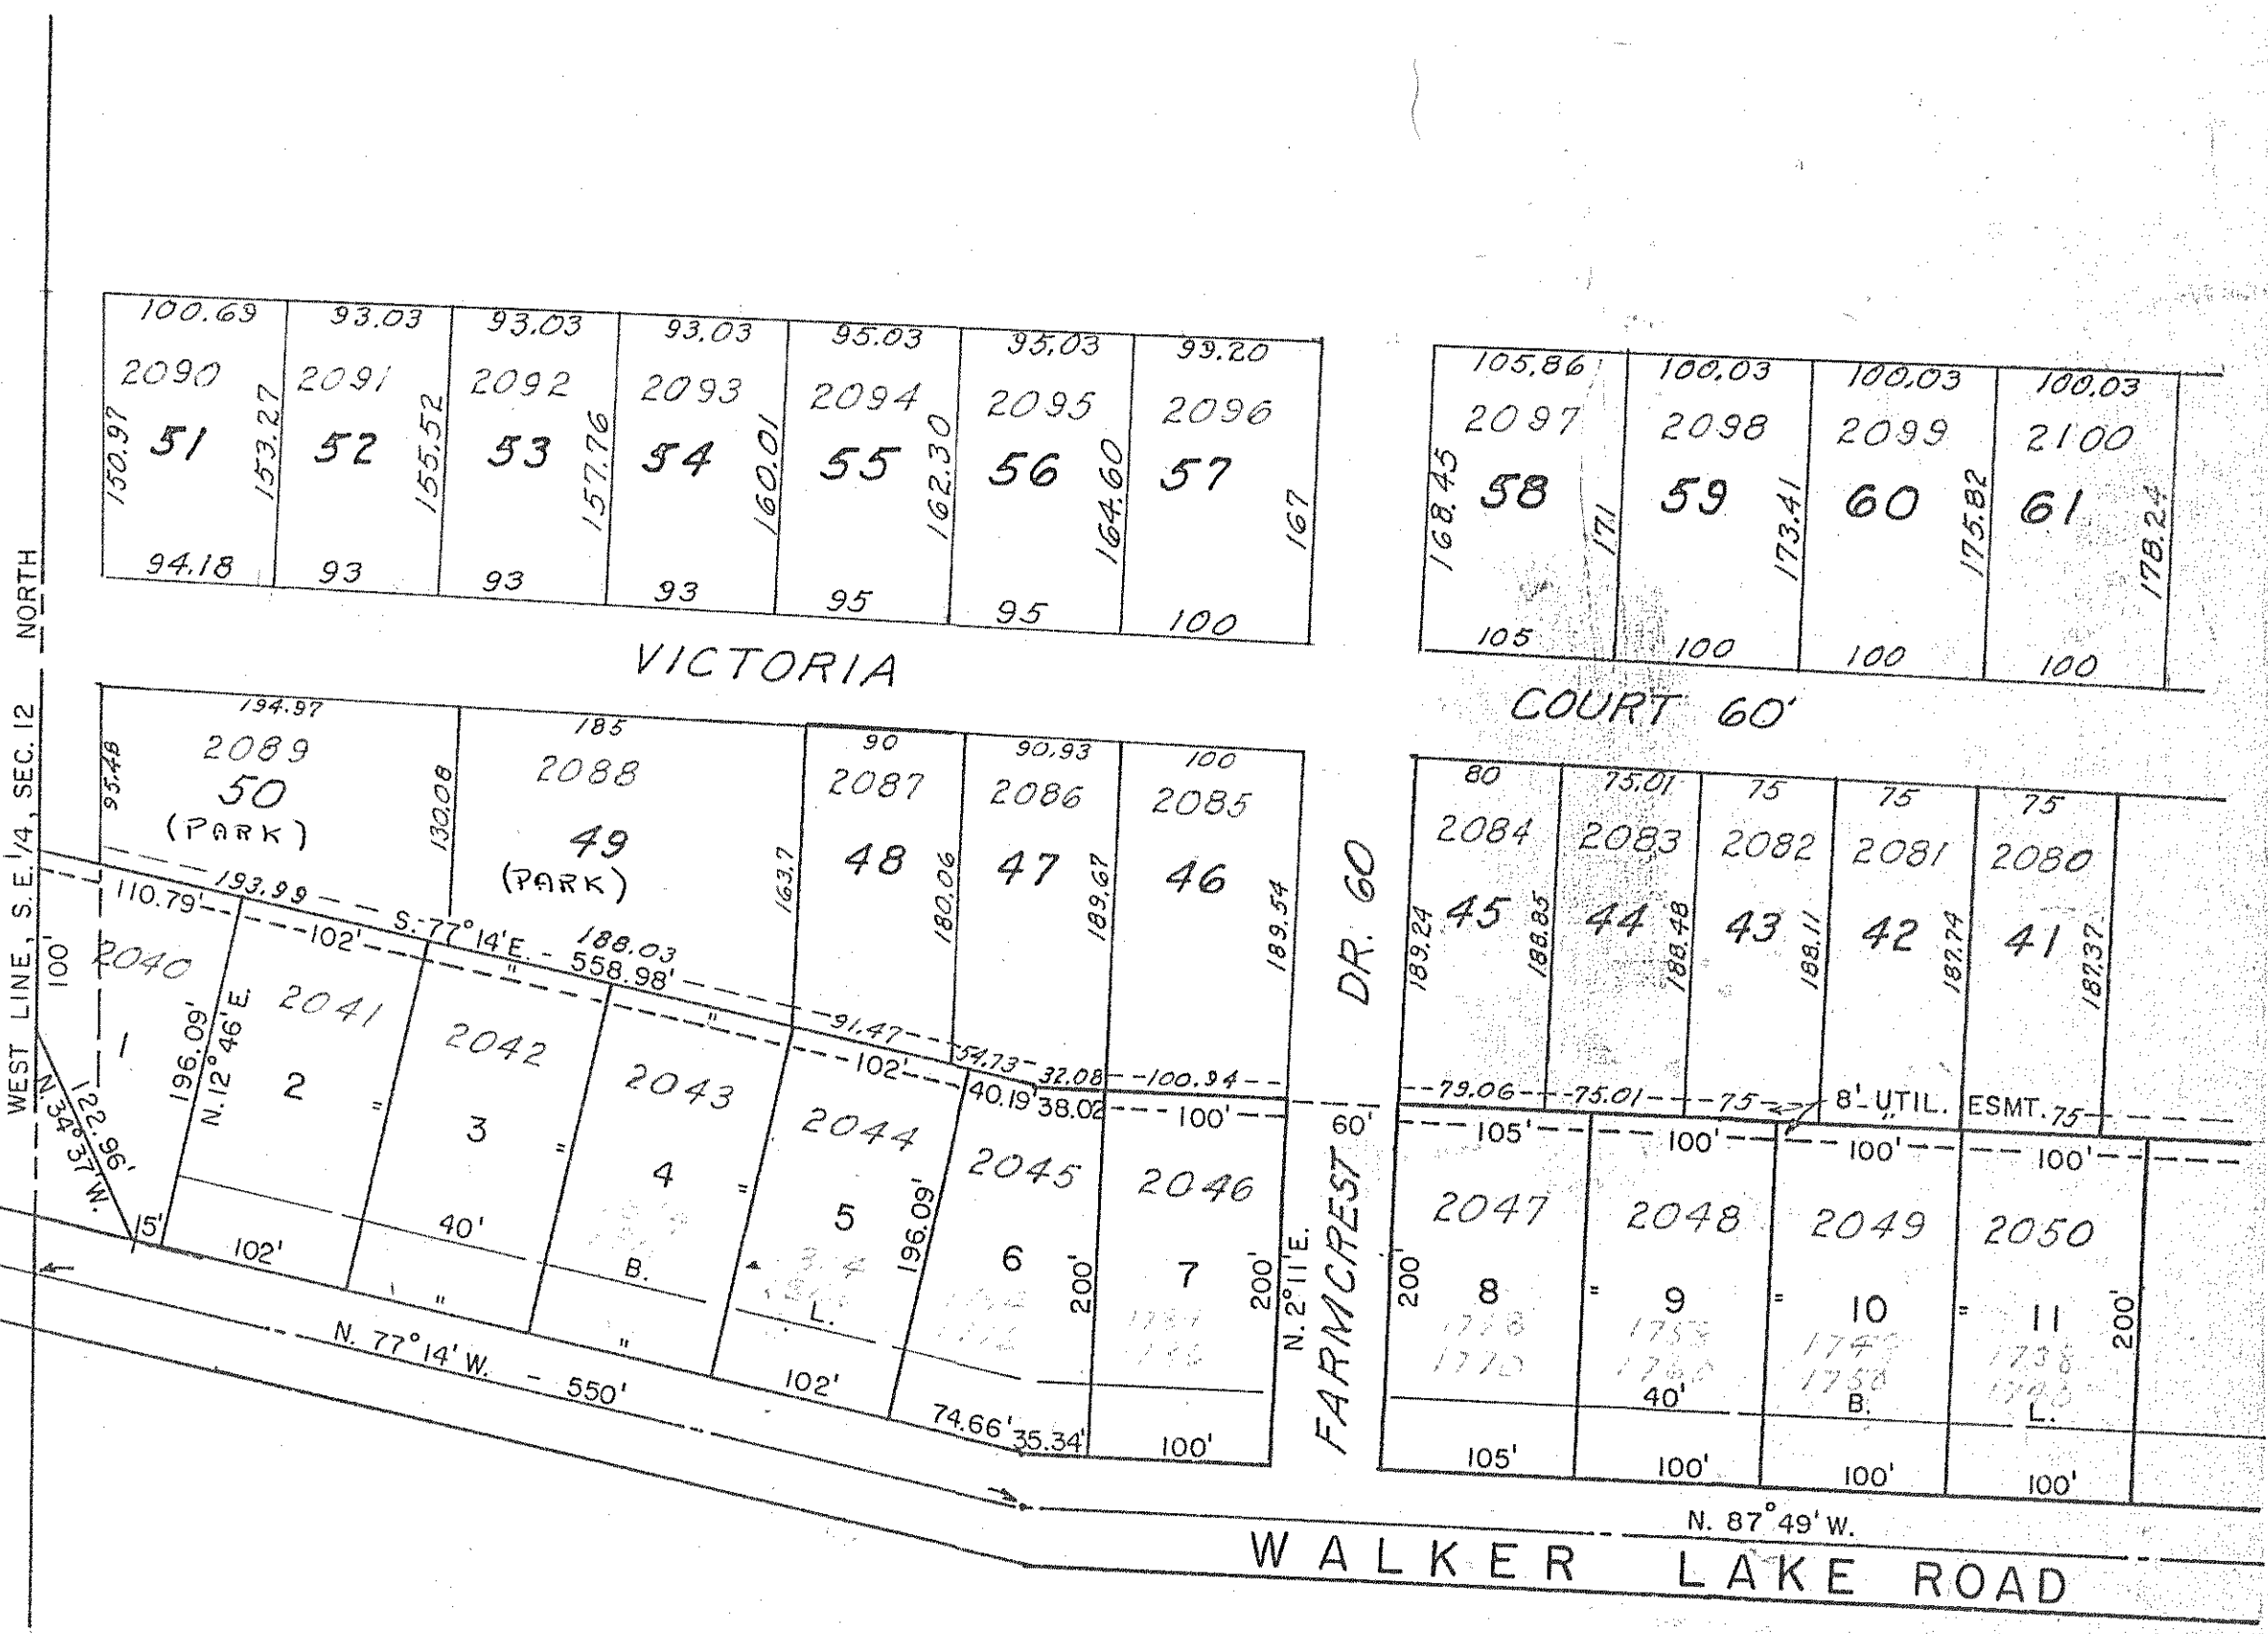 100.69 93.03 93.03 93.03 95.03 95.03 99.20 105.86 100.03 100.03 100.03
2090 2091 2092 2093 2094 2095 2096 2097 2098 2099 2100
51 52 53 54 55 56 57 58 59 60 61
150.97 153.27 155.52 157.76 160.01 162.30 164.60 167 168.45 171 173.41 175.82 178.24
94.18 93 93 93 95 95 100 105 100 100 100
WEST LINE, S.E. 1/4, SEC. 12 NORTH
VICTORIA COURT 60'
194.97 185 90 90.93 100 80 75.01 75 75 75
2089 2088 2087 2086 2085 2084 2083 2082 2081 2080
50 49 48 47 46 45 44 43 42 41
(PARK) (PARK)
95.48 130.08 163.7 180.06 189.67 189.54 189.24 188.85 188.48 188.11 187.74 187.37
193.99 188.03 91.47 54.73 32.08 100.94 79.06 75.01 75 75
S. 77° 14' E. - 558.98'
8' UTIL. ESMT.
110.79' 102' " " 102' 40.19' 38.02 100' 60' 105' 100' 100' 100'
100'
2040 2041 2042 2043 2044 2045 2046 2047 2048 2049 2050
1 2 3 4 5 6 7 8 9 10 11
196.09' N. 12° 46' E. " " " 196.09' 200' 200' N. 2° 11' E. 200' " " " 200'
122.96'
N. 34° 37' W.
FARMCREST DR. 60
1778
1770
1738
40' B. L. 40' B. L.
15' 102' " " 102' 74.66' 35.34' 100' 105' 100' 100' 100'
N. 77° 14' W. - 550'
N. 87° 49' W.
WALKER LAKE ROAD